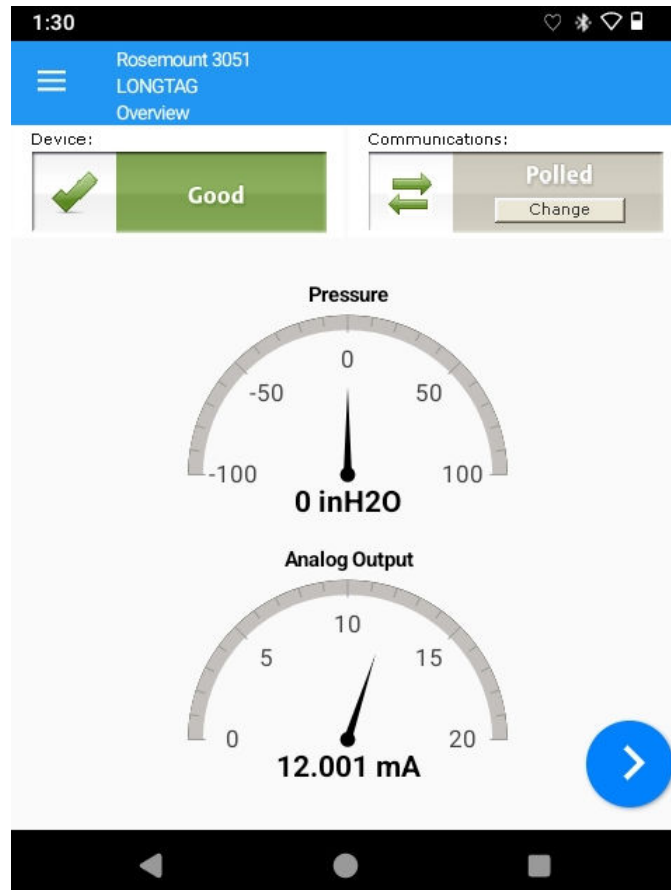 1:30
Rosemount 3051
LONGTAG
Overview
Device:
Good
Communications:
Polled
Change
Pressure
0
-50
50
-100
100
0 inH2O
Analog Output
10
5
15
0
20
12.001 mA